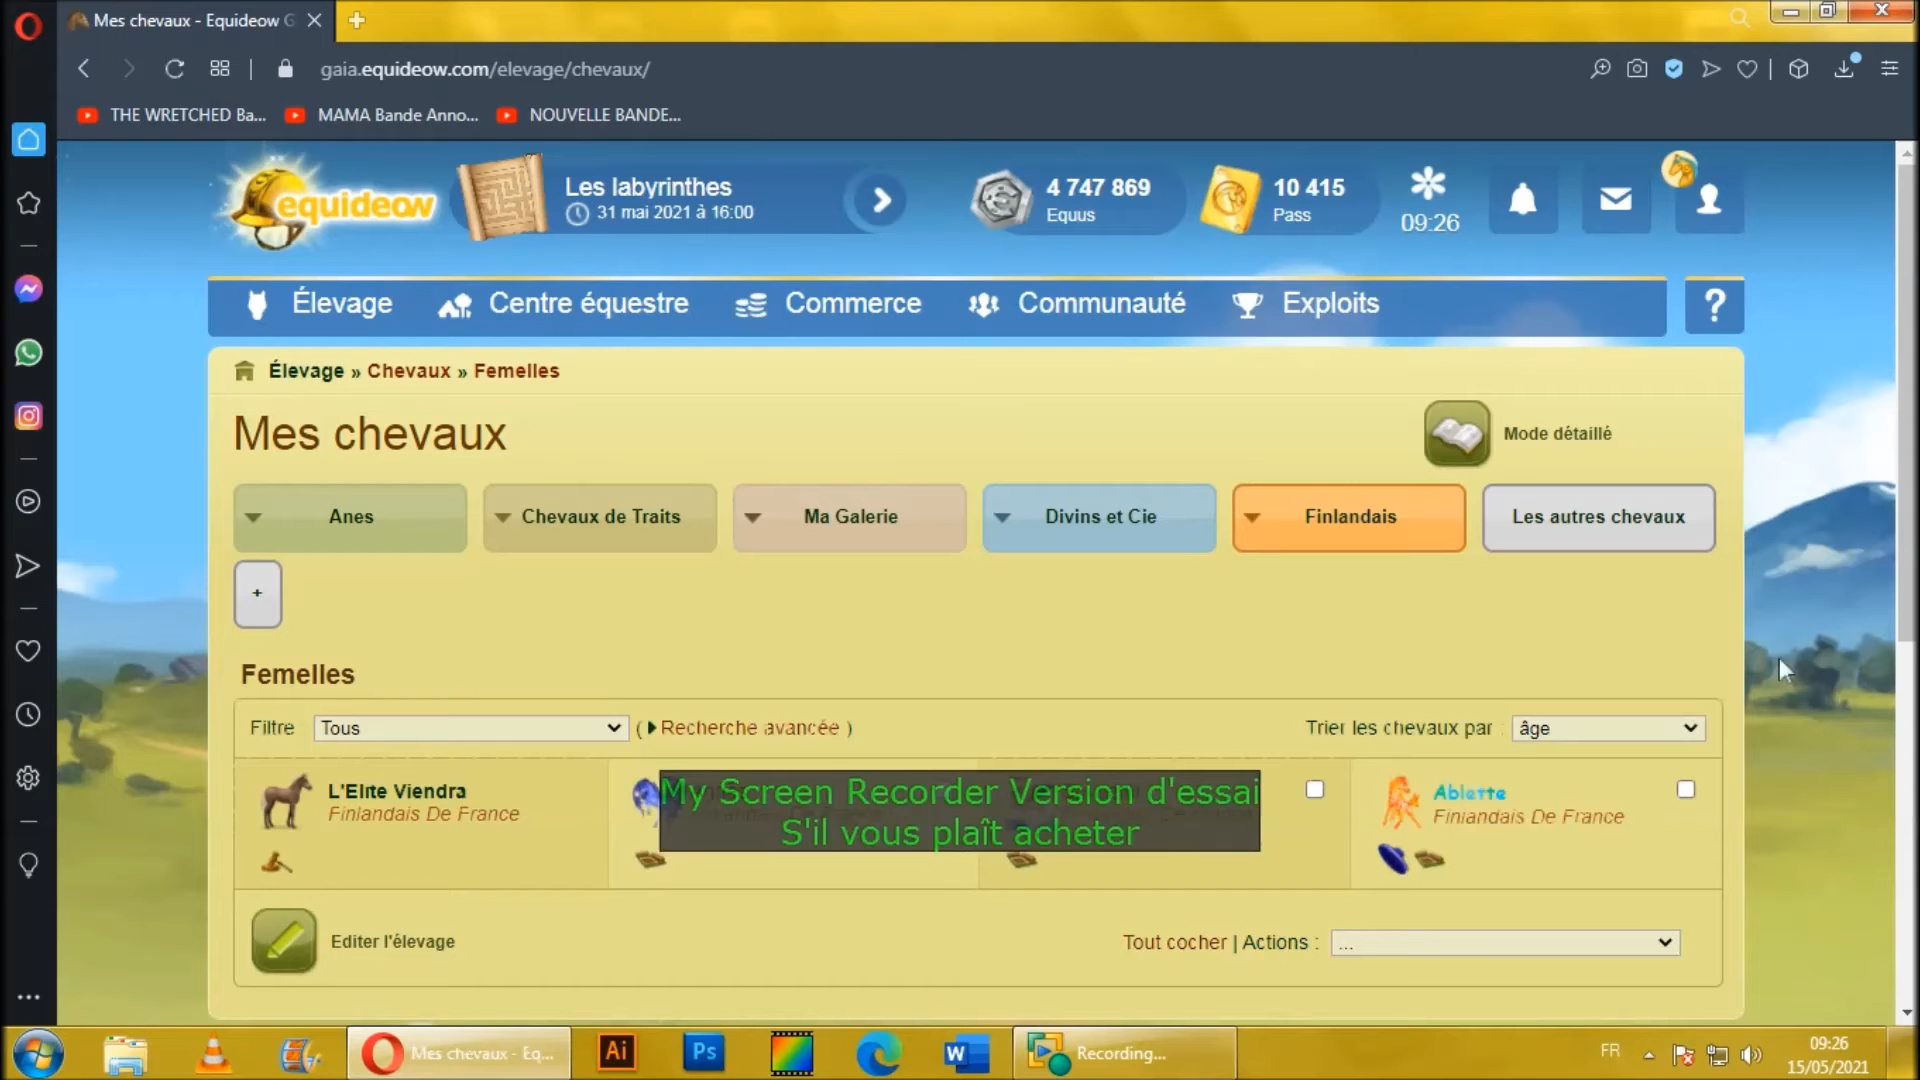 Mes chevaux - Equideow G
gaia.equideow.com/elevage/chevaux/
THE WRETCHED Ba...
MAMA Bande Anno...
NOUVELLE BANDE...
equideow
Les labyrinthes
31 mai 2021 à 16:00
4 747 869
Equus
10 415
Pass
09:26
Élevage
Centre équestre
Commerce
Communauté
Exploits
?
Élevage » Chevaux » Femelles
Mes chevaux
Mode détaillé
Anes
Chevaux de Traits
Ma Galerie
Divins et Cie
Finlandais
Les autres chevaux
+
Femelles
Filtre
Tous
( Recherche avancée )
Trier les chevaux par :
âge
L'Elite Viendra
Finlandais De France
My Screen Recorder Version d'essai
S'il vous plaît acheter
Ablette
Finlandais De France
Editer l'élevage
Tout cocher | Actions :
...
Mes chevaux - Eq...
Ai
Ps
W
Recording...
FR
09:26
15/05/2021